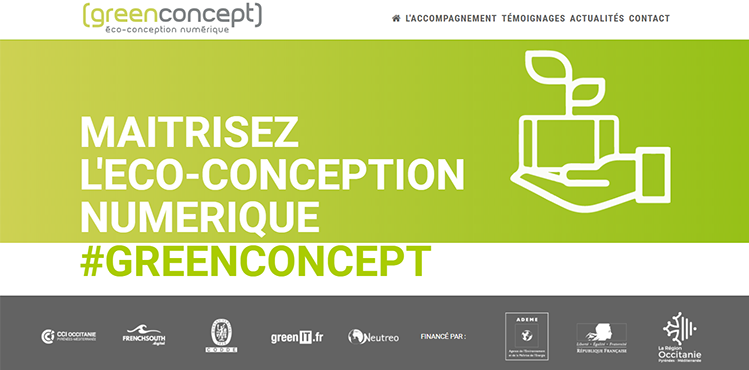 (greenconcept)
éco-conception numérique
L'ACCOMPAGNEMENT TÉMOIGNAGES ACTUALITÉS CONTACT
MAITRISEZ
L'ECO-CONCEPTION
NUMERIQUE
#GREENCONCEPT
CCI OCCITANIE
PYRÉNÉES-MÉDITERRANÉE
FRENCHSOUTH
digital
CODDE
greenIT.fr
Neutreo
FINANCÉ PAR :
ADEME
Agence de l'Environnement
et de la Maîtrise de l'Energie
Liberté • Égalité • Fraternité
RÉPUBLIQUE FRANÇAISE
La Région
Occitanie
Pyrénées - Méditerranée